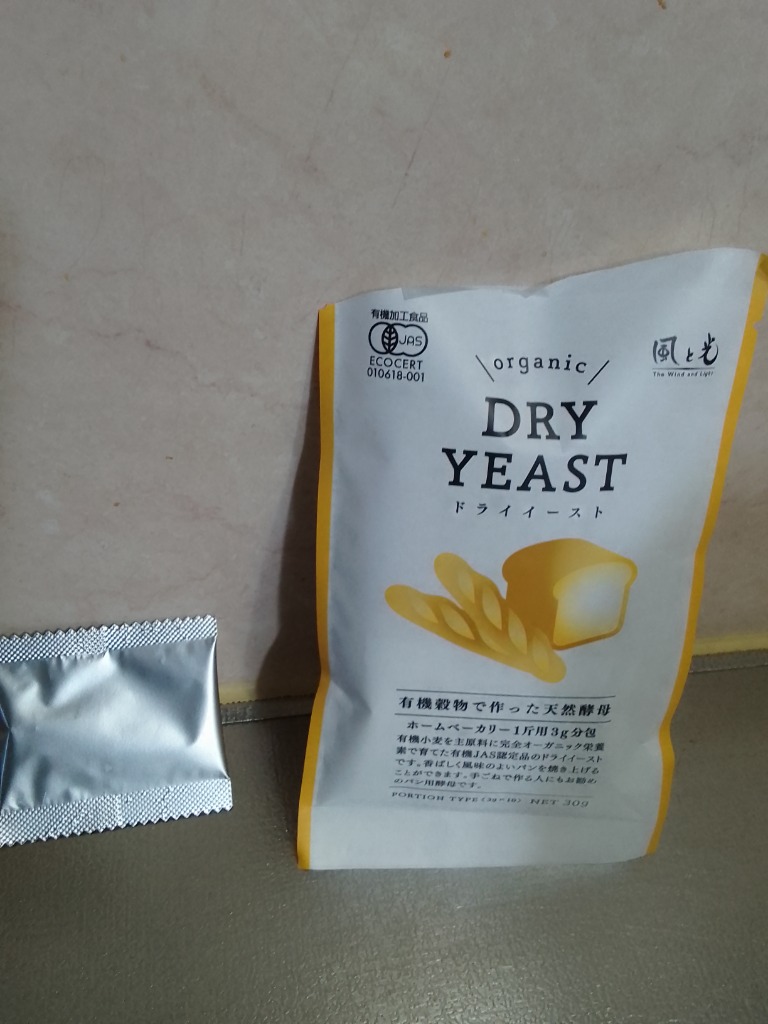 有機加工食品
JAS
ECOCERT
010618-001
風と光
The Wind and Light
organic
DRY
YEAST
ドライイースト
有機穀物で作った天然酵母
ホームベーカリー1斤用3g分包
有機小麦を主原料に完全オーガニック栄養
素で育てた有機JAS認定品のドライイースト
です。香ばしく風味のよいパンを焼き上げる
ことができます。手ごねで作る人にもお勧め
のパン用酵母です。
PORTION TYPE (3g×10) NET 30g